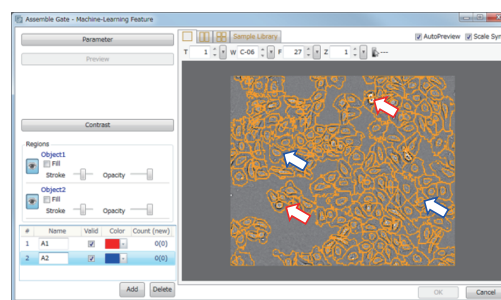 Assemble Gate - Machine-Learning Feature
Parameter
Preview
Contrast
Regions
Object1
Fill
Stroke Opacity
Object2
Fill
Stroke Opacity
# Name Valid Color Count (new)
1 A1 0(0)
2 A2 0(0)
Add Delete
Sample Library
AutoPreview Scale Syn
T 1 W C-06 F 27 Z 1 ---
OK Cancel